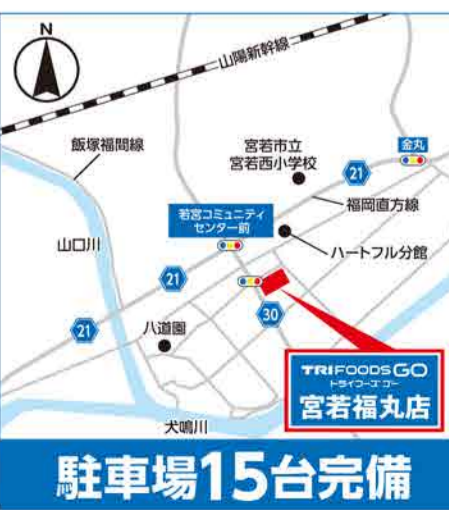 N
山陽新幹線
飯塚福間線
宮若市立
宮若西小学校
金丸
21
福岡直方線
若宮コミュニティ
センター前
ハートフル分館
山口川
21
30
21
八道園
TRIFOODS GO
トライフーズ ゴー
宮若福丸店
犬鳴川
駐車場15台完備